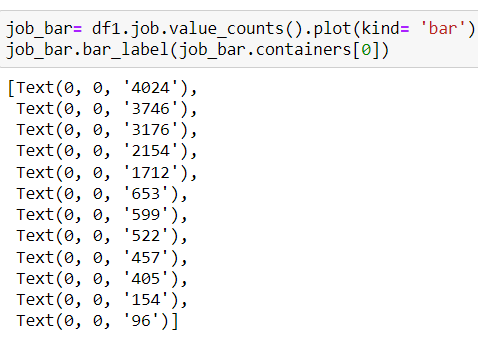 job_bar= df1.job.value_counts().plot(kind= 'bar')
job_bar.bar_label(job_bar.containers[0])
[Text(0, 0, '4024'),
 Text(0, 0, '3746'),
 Text(0, 0, '3176'),
 Text(0, 0, '2154'),
 Text(0, 0, '1712'),
 Text(0, 0, '653'),
 Text(0, 0, '599'),
 Text(0, 0, '522'),
 Text(0, 0, '457'),
 Text(0, 0, '405'),
 Text(0, 0, '154'),
 Text(0, 0, '96')]